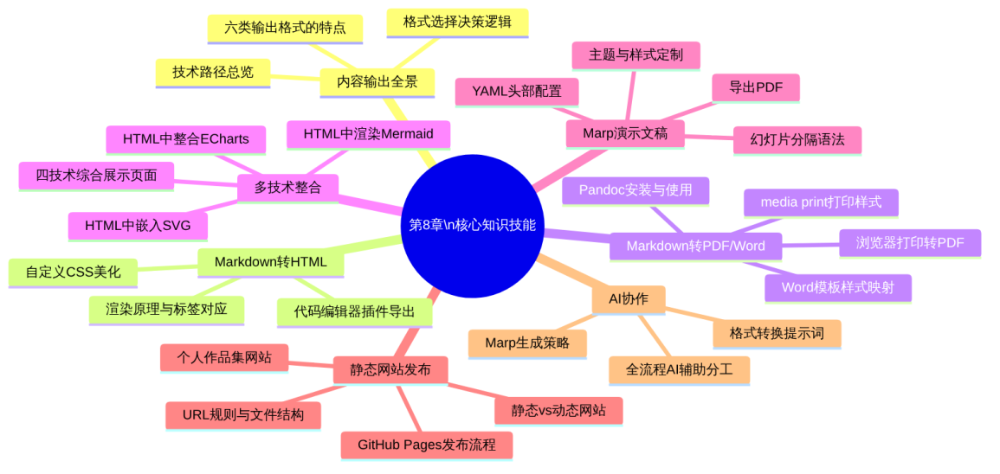 第8章\n核心知识技能
内容输出全景
六类输出格式的特点
格式选择决策逻辑
技术路径总览
Marp演示文稿
主题与样式定制
YAML头部配置
导出PDF
幻灯片分隔语法
多技术整合
HTML中整合ECharts
HTML中渲染Mermaid
四技术综合展示页面
HTML中嵌入SVG
Markdown转PDF/Word
Pandoc安装与使用
media print打印样式
浏览器打印转PDF
Word模板样式映射
Markdown转HTML
自定义CSS美化
渲染原理与标签对应
代码编辑器插件导出
AI协作
Marp生成策略
格式转换提示词
全流程AI辅助分工
静态网站发布
个人作品集网站
URL规则与文件结构
GitHub Pages发布流程
静态vs动态网站